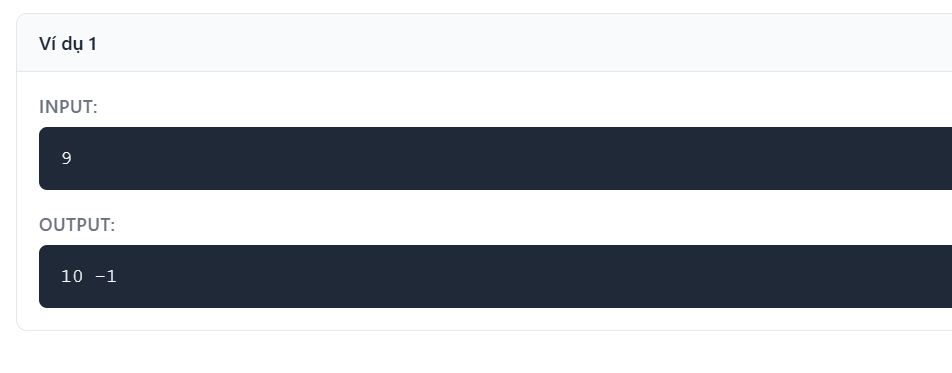 Ví dụ 1
INPUT:
9
OUTPUT:
10 -1